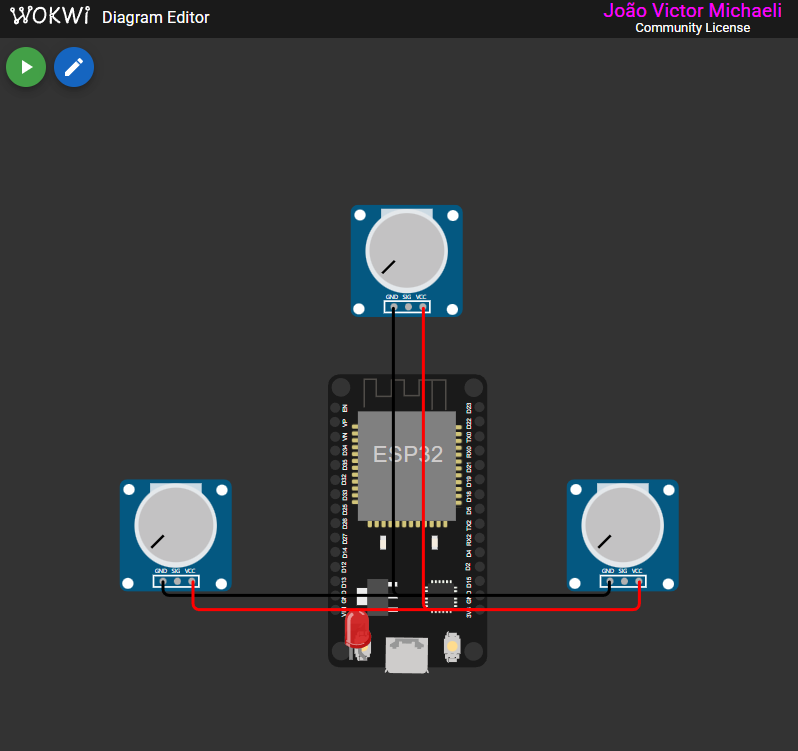 WOKWi Diagram Editor
João Victor Michaeli
Community License
GND SIG VCC
ESP32
EN
VP
VN
D34
D35
D32
D33
D25
D26
D27
D14
D12
D13
GND
VIN
D23
D22
TX0
RX0
D21
D19
D18
D5
TX2
RX2
D4
D2
D15
GND
3V3
GND SIG VCC
GND SIG VCC